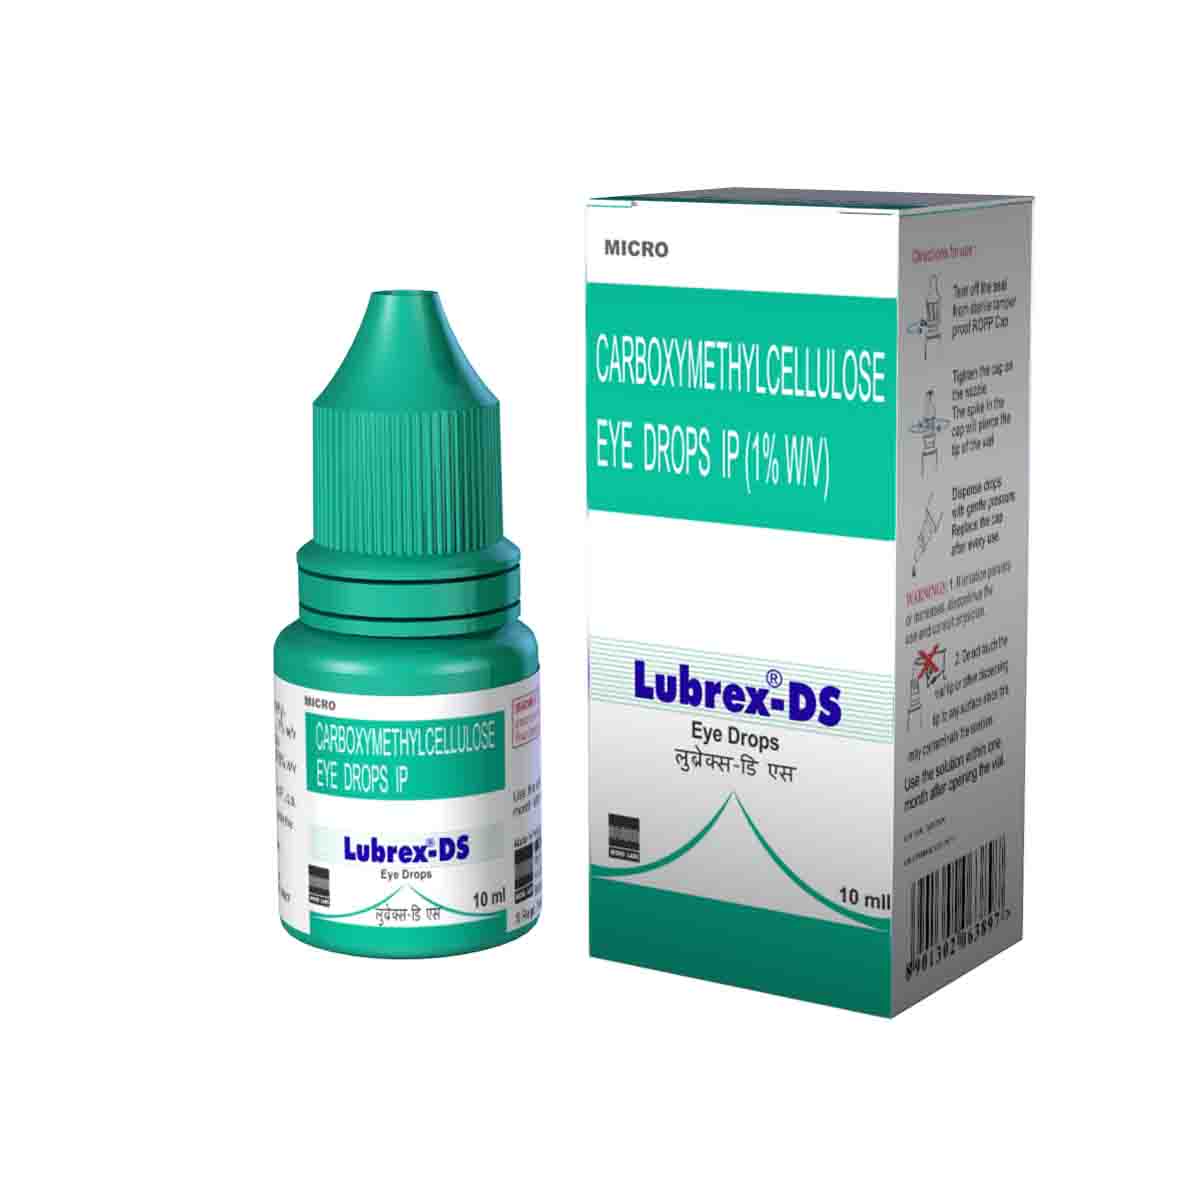 MICRO
CARBOXYMETHYLCELLULOSE
EYE DROPS IP
Lubrex®-DS
Eye Drops
10 ml
लुब्रेक्स-डि एस
MICRO
CARBOXYMETHYLCELLULOSE
EYE DROPS IP (1% W/V)
Lubrex®-DS
Eye Drops
लुब्रेक्स-डि एस
10 mll
Directions for use :
Tear off the seal
from sterile tamper
proof ROPP Cap
Tighten the cap on
the nozzle
The spike in the
cap will pierce the
tip of the vial
Dispense drops
with gentle pressure
Replace the cap
after every use.
WARNING: 1. If irritation persists
or increases, discontinue the
use and consult physician.
2. Do not touch the
tip or other dispensing
tip to any surface since this
may contaminate the solution
Use the solution within one
month after opening the vial.
8901302063897